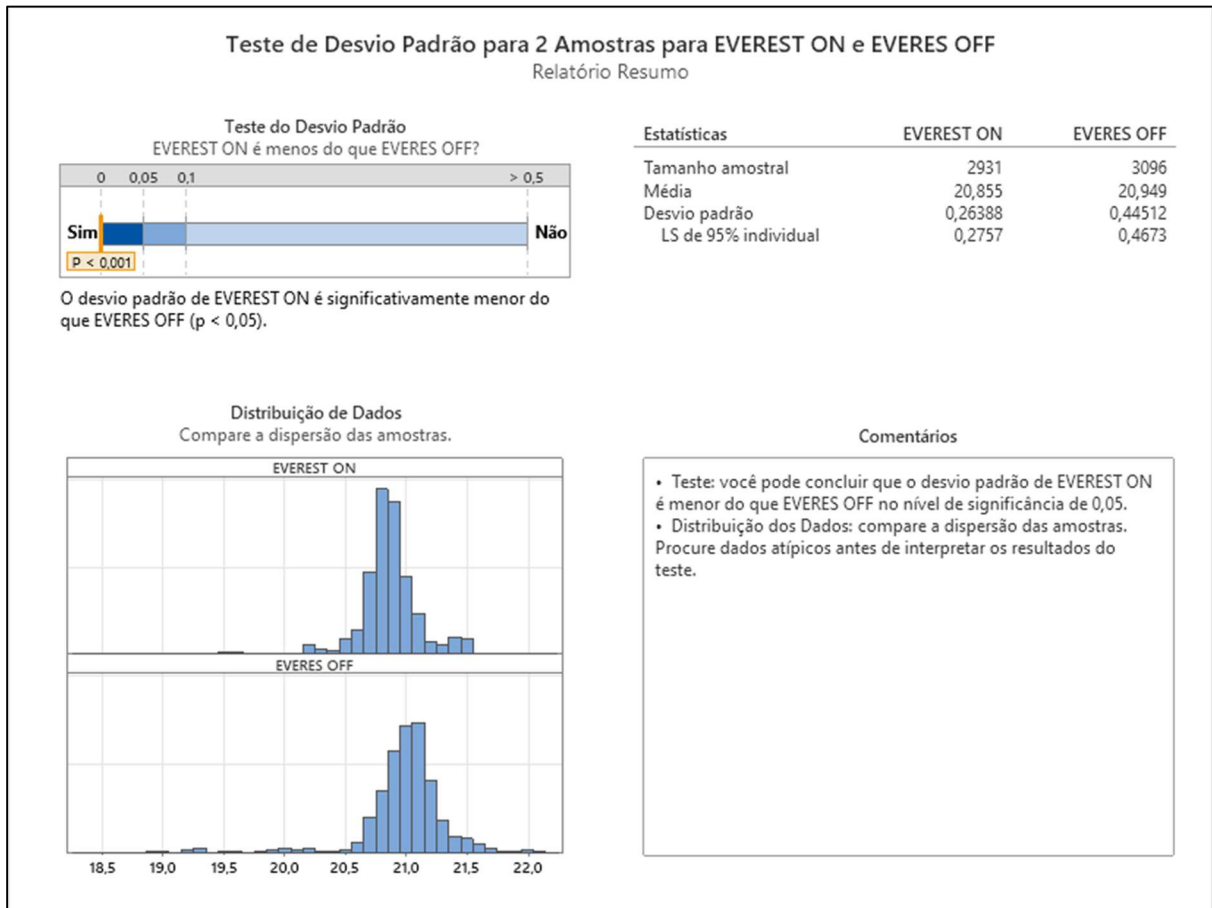 Teste de Desvio Padrão para 2 Amostras para EVEREST ON e EVERES OFF
Relatório Resumo
Teste do Desvio Padrão
EVEREST ON é menos do que EVERES OFF?
0 0,05 0,1 > 0,5
Sim Não
P < 0,001
O desvio padrão de EVEREST ON é significativamente menor do
que EVERES OFF (p < 0,05).
Estatísticas EVEREST ON EVERES OFF
Tamanho amostral 2931 3096
Média 20,855 20,949
Desvio padrão 0,26388 0,44512
LS de 95% individual 0,2757 0,4673
Distribuição de Dados
Compare a dispersão das amostras.
EVEREST ON
EVERES OFF
18,5 19,0 19,5 20,0 20,5 21,0 21,5 22,0
Comentários
• Teste: você pode concluir que o desvio padrão de EVEREST ON
é menor do que EVERES OFF no nível de significância de 0,05.
• Distribuição dos Dados: compare a dispersão das amostras.
Procure dados atípicos antes de interpretar os resultados do
teste.